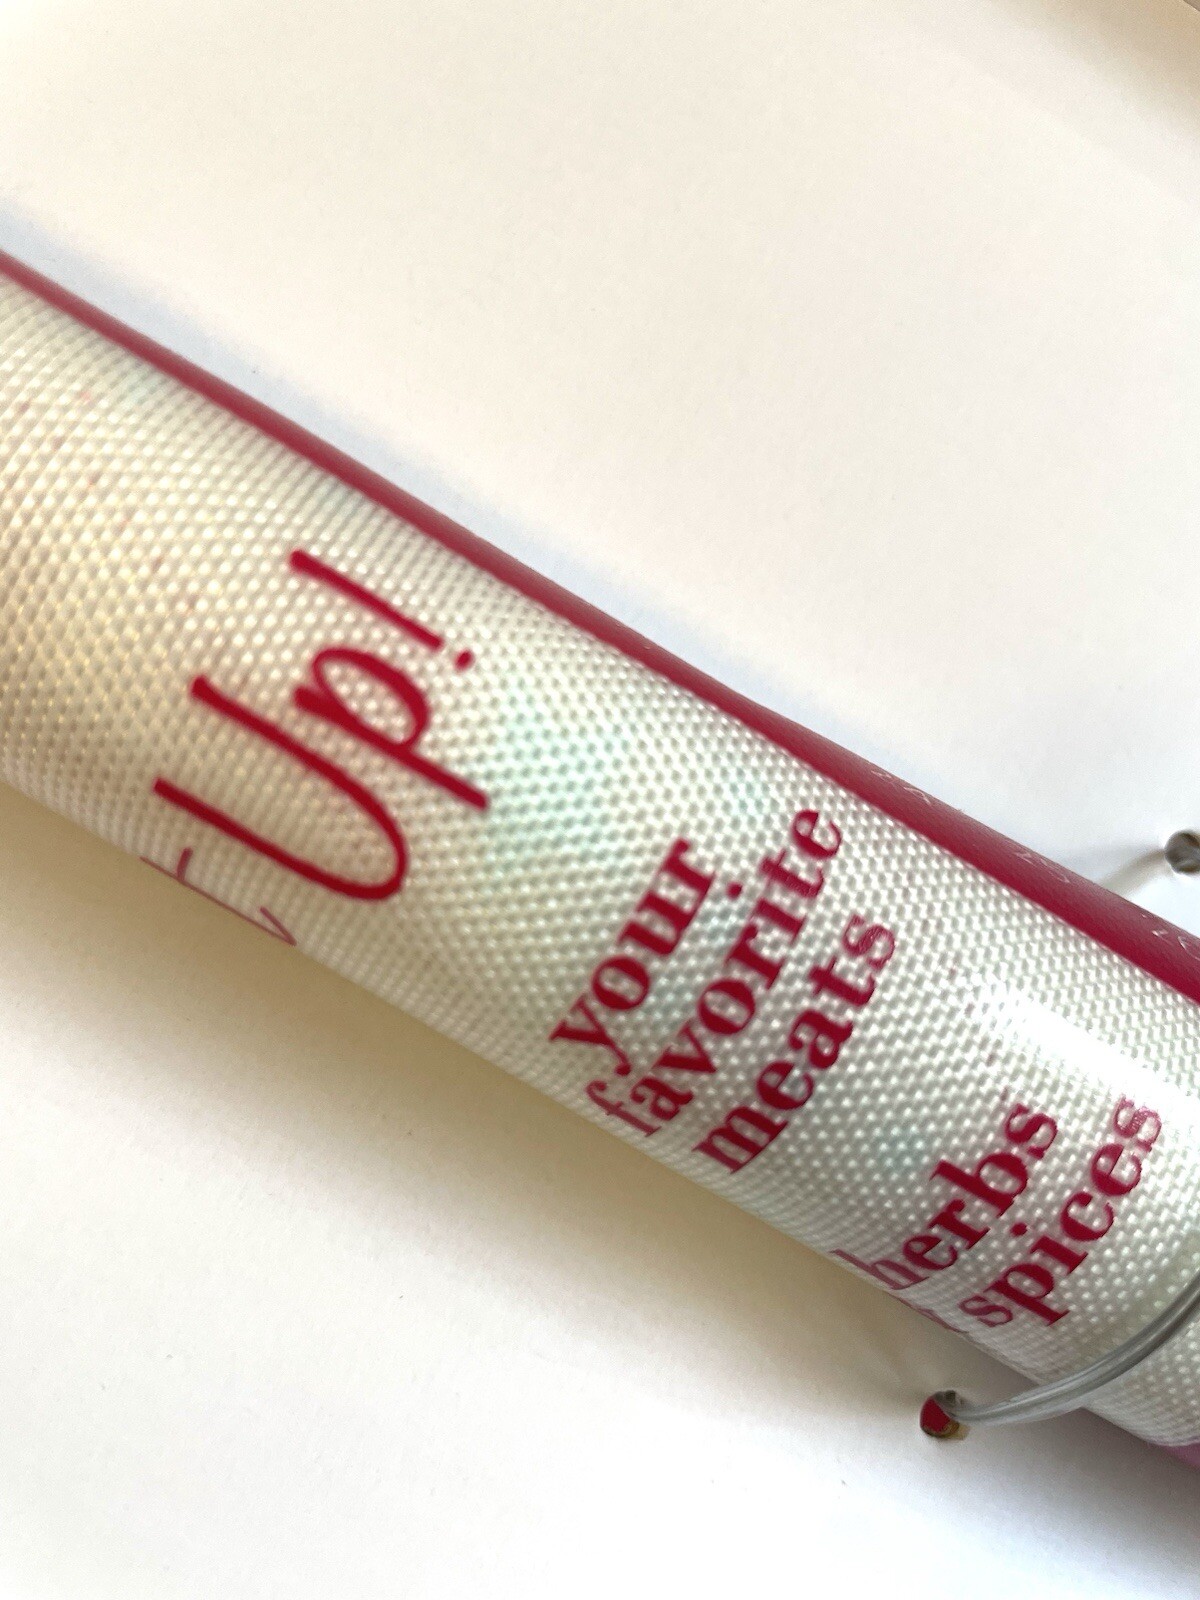 Up!
your
favorite
meats
herbs
spices